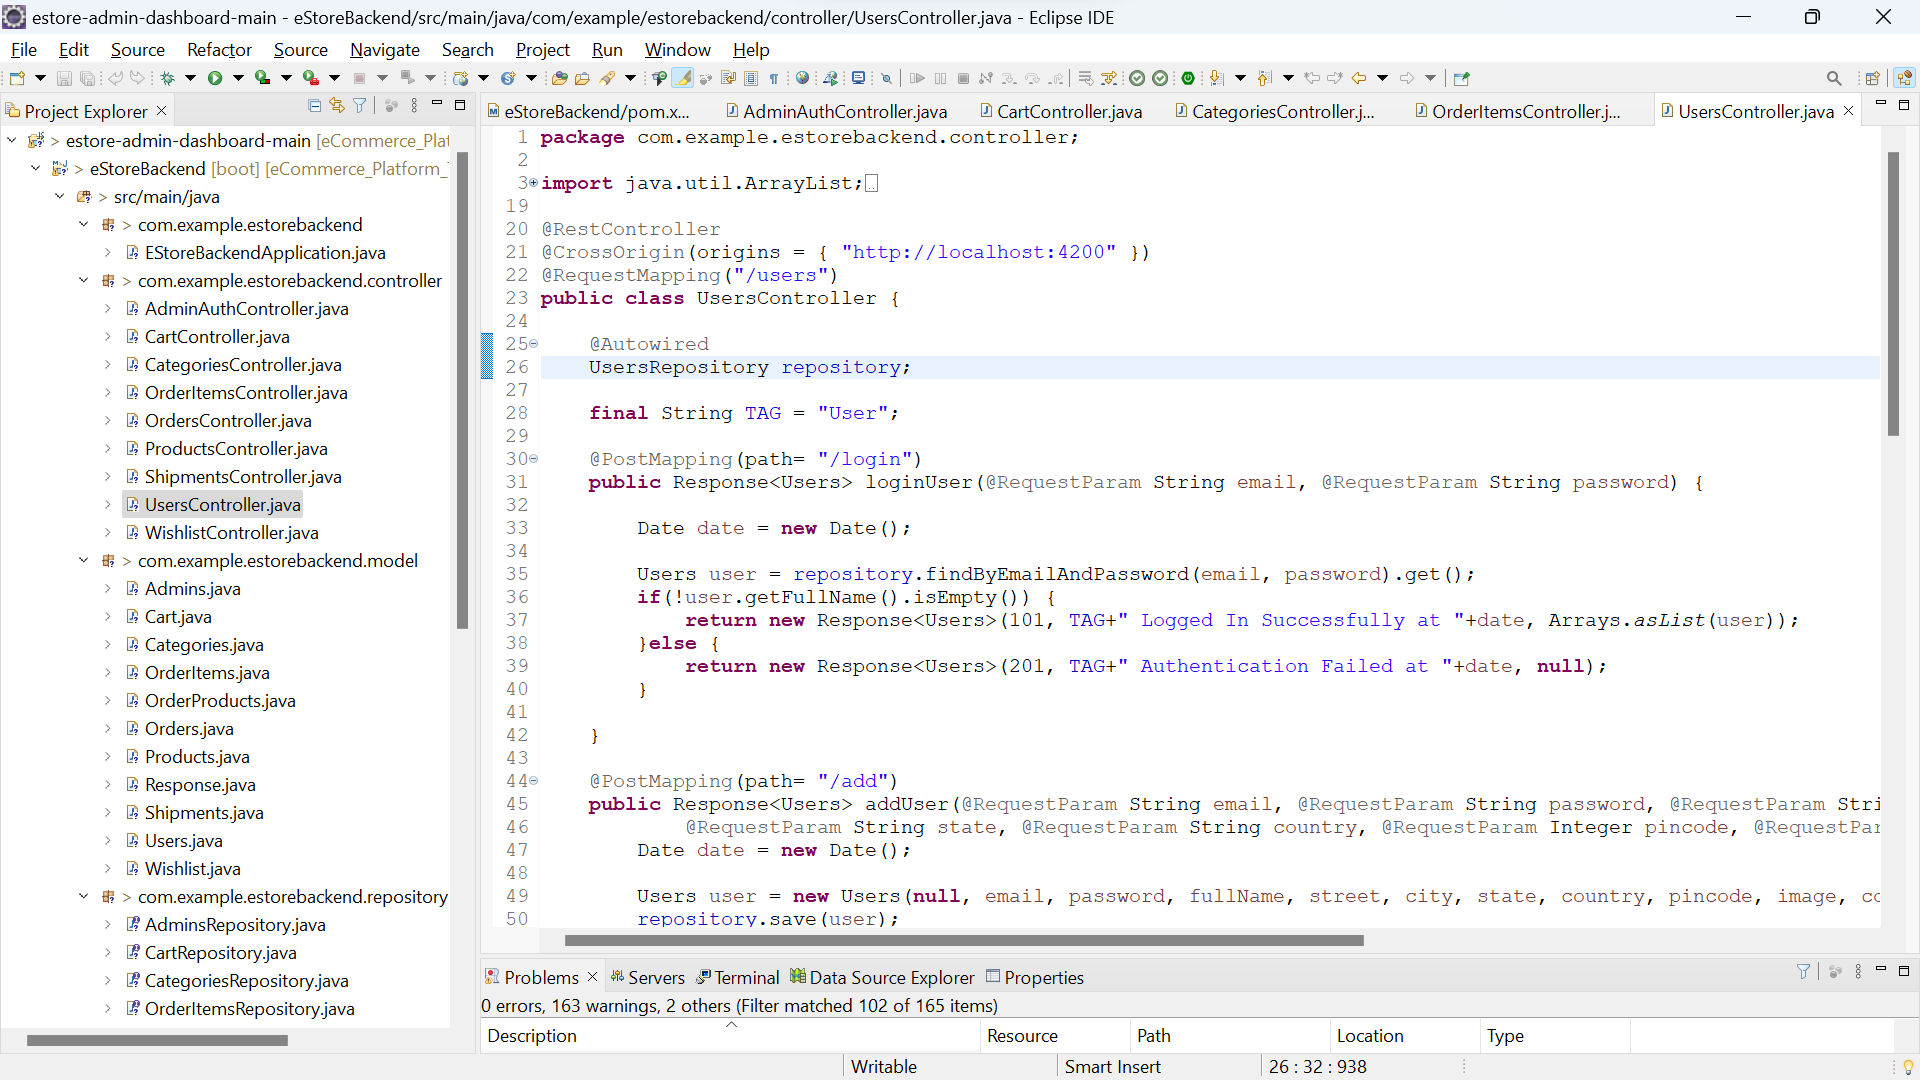 estore-admin-dashboard-main - eStoreBackend/src/main/java/com/example/estorebackend/controller/UsersController.java - Eclipse IDE
File Edit Source Refactor Source Navigate Search Project Run Window Help
Project Explorer
estore-admin-dashboard-main [eCommerce_Plat
eStoreBackend [boot] [eCommerce_Platform_
src/main/java
com.example.estorebackend
EStoreBackendApplication.java
com.example.estorebackend.controller
AdminAuthController.java
CartController.java
CategoriesController.java
OrderItemsController.java
OrdersController.java
ProductsController.java
ShipmentsController.java
UsersController.java
WishlistController.java
com.example.estorebackend.model
Admins.java
Cart.java
Categories.java
OrderItems.java
OrderProducts.java
Orders.java
Products.java
Response.java
Shipments.java
Users.java
Wishlist.java
com.example.estorebackend.repository
AdminsRepository.java
CartRepository.java
CategoriesRepository.java
OrderItemsRepository.java
eStoreBackend/pom.x... AdminAuthController.java CartController.java CategoriesController.j... OrderItemsController.j... UsersController.java
1 package com.example.estorebackend.controller;
2
3 import java.util.ArrayList;
19
20 @RestController
21 @CrossOrigin(origins = { "http://localhost:4200" })
22 @RequestMapping("/users")
23 public class UsersController {
24
25 @Autowired
26 UsersRepository repository;
27
28 final String TAG = "User";
29
30 @PostMapping(path= "/login")
31 public Response<Users> loginUser(@RequestParam String email, @RequestParam String password) {
32
33 Date date = new Date();
34
35 Users user = repository.findByEmailAndPassword(email, password).get();
36 if(!user.getFullName().isEmpty()) {
37 return new Response<Users>(101, TAG+" Logged In Successfully at "+date, Arrays.asList(user));
38 }else {
39 return new Response<Users>(201, TAG+" Authentication Failed at "+date, null);
40 }
41
42 }
43
44 @PostMapping(path= "/add")
45 public Response<Users> addUser(@RequestParam String email, @RequestParam String password, @RequestParam Stri
46 @RequestParam String state, @RequestParam String country, @RequestParam Integer pincode, @RequestPar
47 Date date = new Date();
48
49 Users user = new Users(null, email, password, fullName, street, city, state, country, pincode, image, co
50 repository.save(user);
Problems Servers Terminal Data Source Explorer Properties
0 errors, 163 warnings, 2 others (Filter matched 102 of 165 items)
Description Resource Path Location Type
Writable Smart Insert 26 : 32 : 938